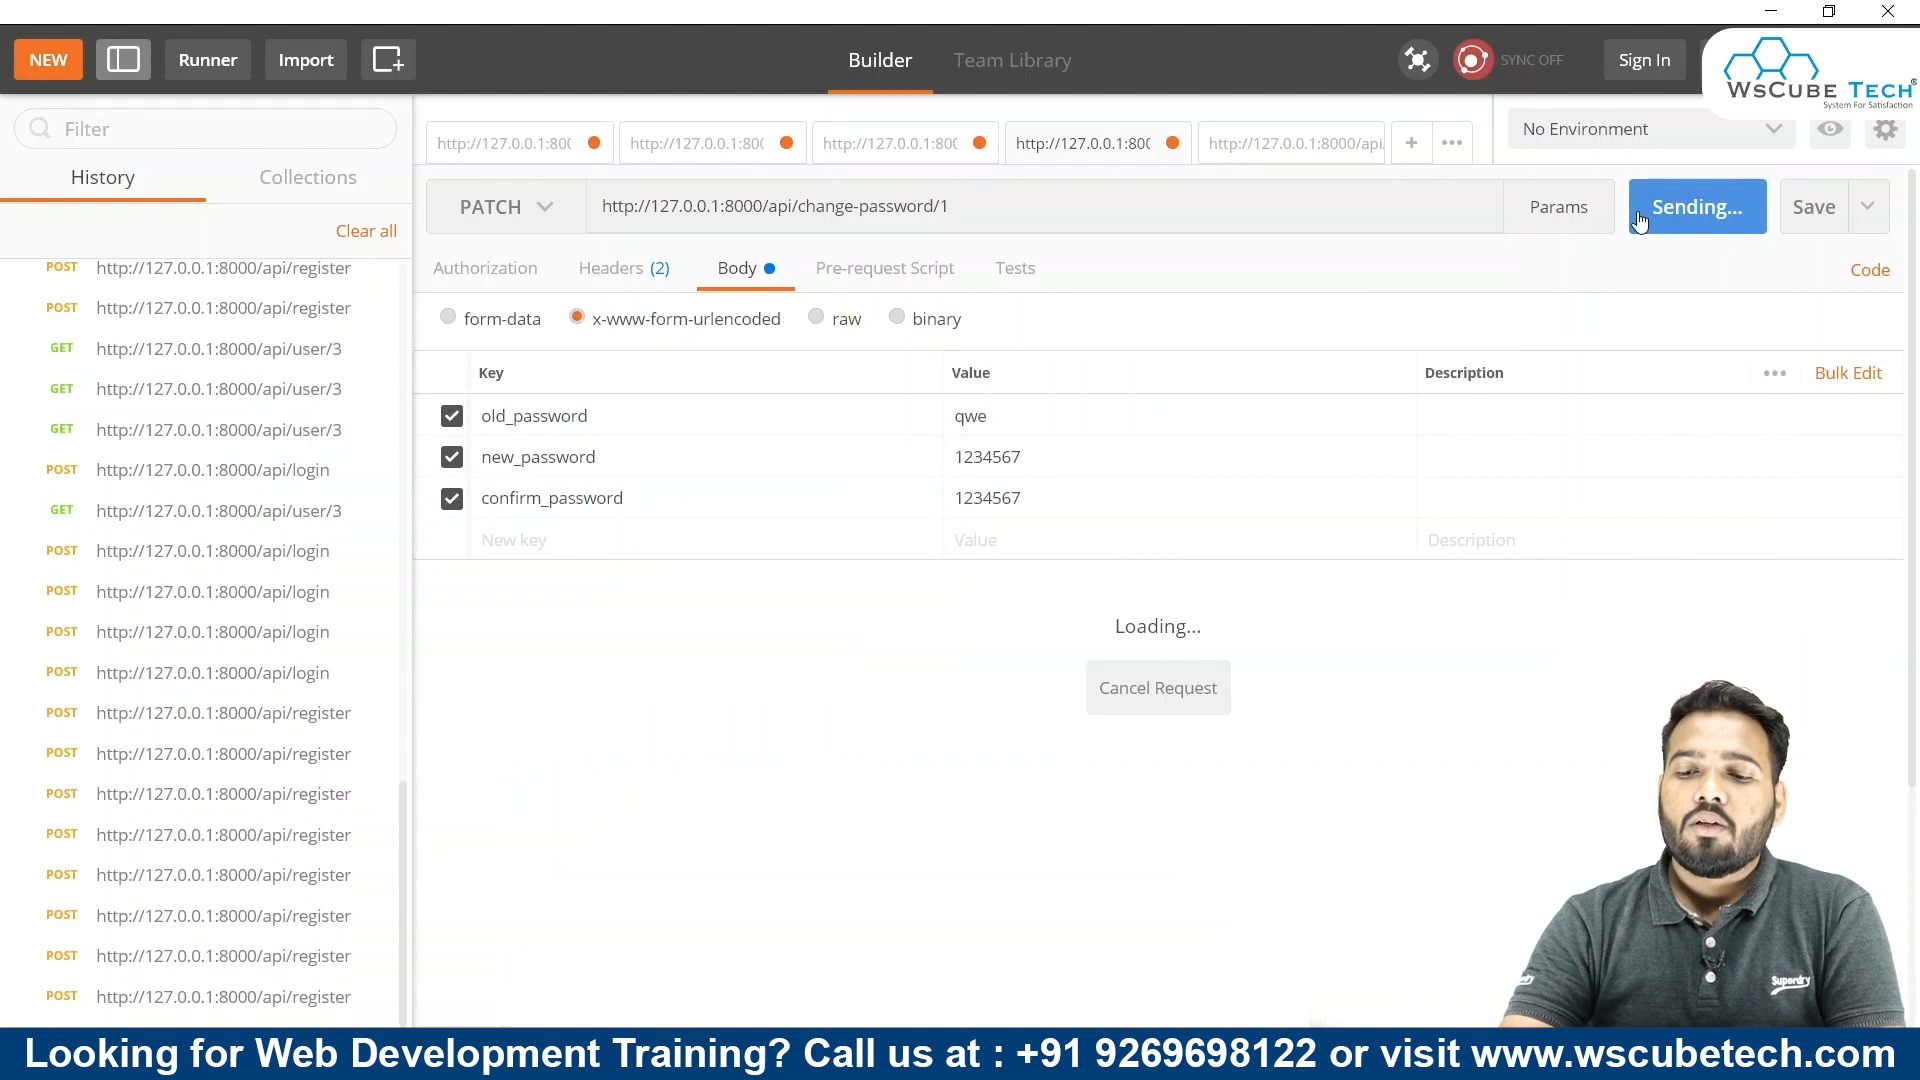 NEW
Runner
Import
Builder
Team Library
SYNC OFF
Sign In
WsCube Tech®
System For Satisfaction
Filter
http://127.0.0.1:80(
http://127.0.0.1:80(
http://127.0.0.1:80(
http://127.0.0.1:80(
http://127.0.0.1:8000/api.
+
No Environment
History
Collections
PATCH
http://127.0.0.1:8000/api/change-password/1
Params
Sending...
Save
Clear all
Authorization
Headers (2)
Body
Pre-request Script
Tests
Code
form-data
x-www-form-urlencoded
raw
binary
Key
Value
Description
Bulk Edit
old_password
qwe
new_password
1234567
confirm_password
1234567
New key
Value
Description
Loading...
Cancel Request
POST http://127.0.0.1:8000/api/register
POST http://127.0.0.1:8000/api/register
GET http://127.0.0.1:8000/api/user/3
GET http://127.0.0.1:8000/api/user/3
GET http://127.0.0.1:8000/api/user/3
POST http://127.0.0.1:8000/api/login
GET http://127.0.0.1:8000/api/user/3
POST http://127.0.0.1:8000/api/login
POST http://127.0.0.1:8000/api/login
POST http://127.0.0.1:8000/api/login
POST http://127.0.0.1:8000/api/login
POST http://127.0.0.1:8000/api/register
POST http://127.0.0.1:8000/api/register
POST http://127.0.0.1:8000/api/register
POST http://127.0.0.1:8000/api/register
POST http://127.0.0.1:8000/api/register
POST http://127.0.0.1:8000/api/register
POST http://127.0.0.1:8000/api/register
POST http://127.0.0.1:8000/api/register
Superdry
Looking for Web Development Training? Call us at : +91 9269698122 or visit www.wscubetech.com